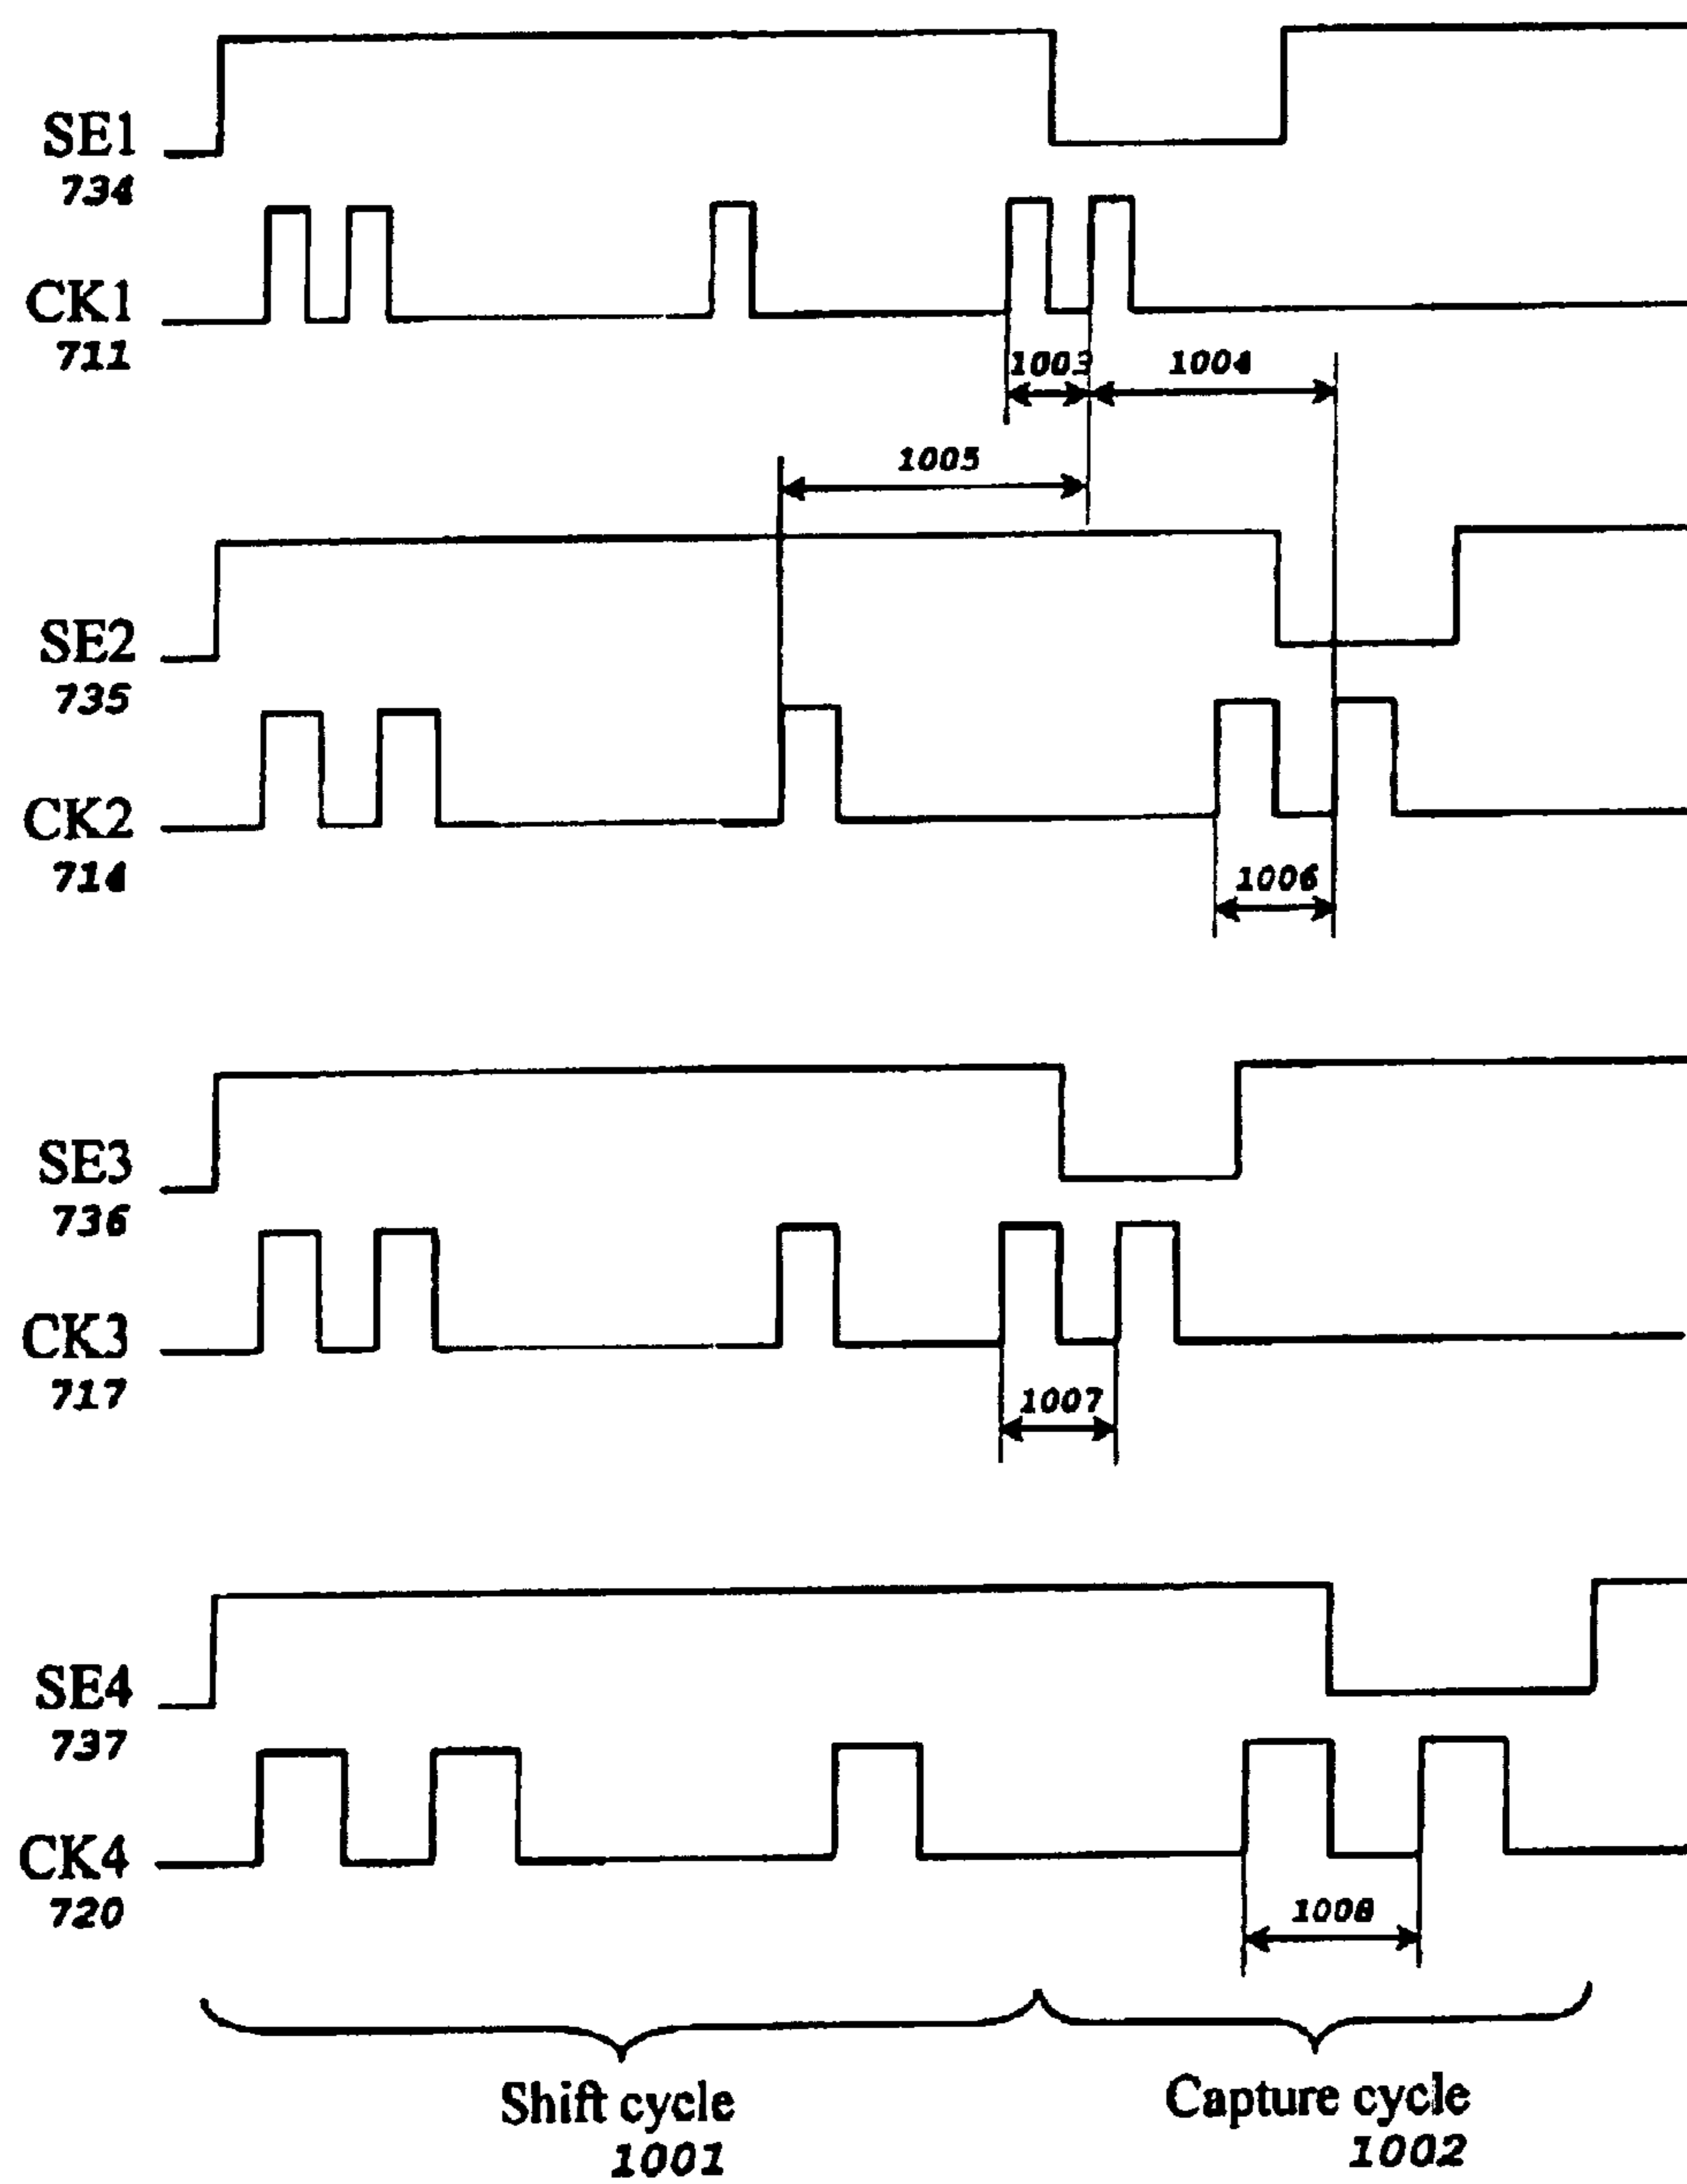 SE1
734
CK1
711
1003
1004
1005
SE2
735
CK2
714
1006
SE3
736
CK3
717
1007
SE4
737
CK4
720
1008
Shift cycle
1001
Capture cycle
1002